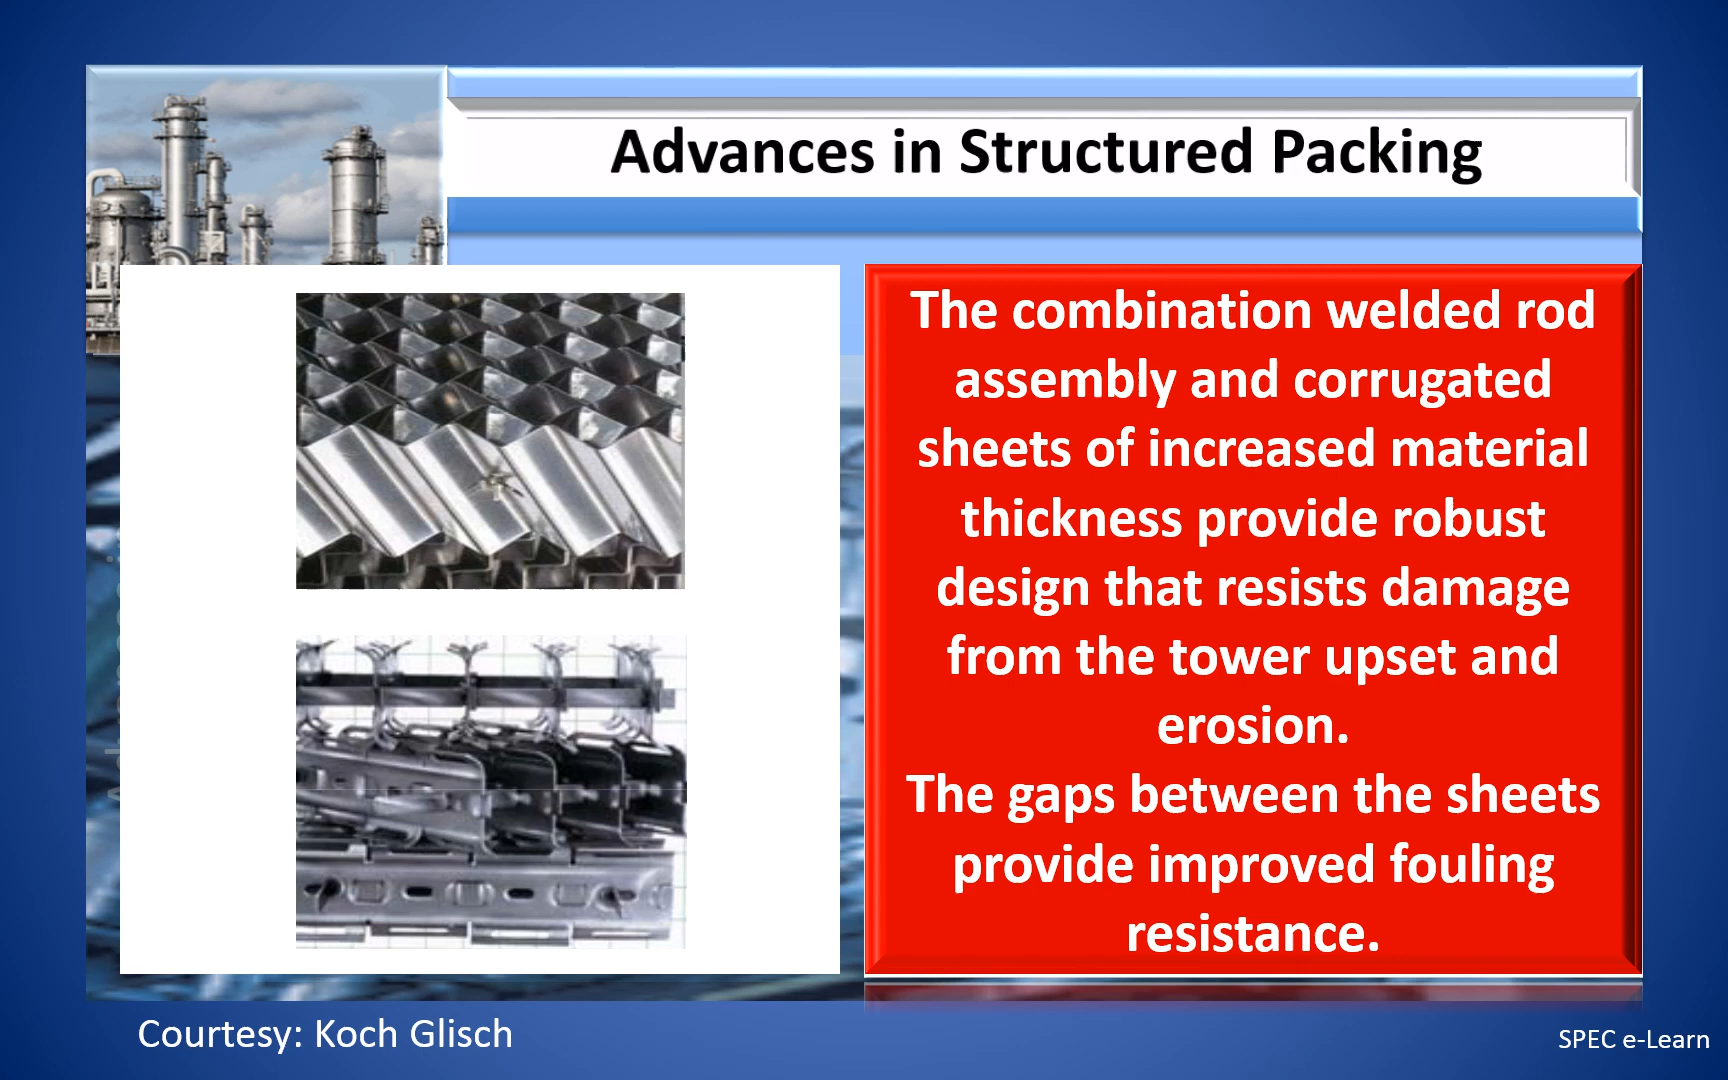 Advances in Structured Packing
The combination welded rod
assembly and corrugated
sheets of increased material
thickness provide robust
design that resists damage
from the tower upset and
erosion.
The gaps between the sheets
provide improved fouling
resistance.
Courtesy: Koch Glisch
SPEC e-Learn